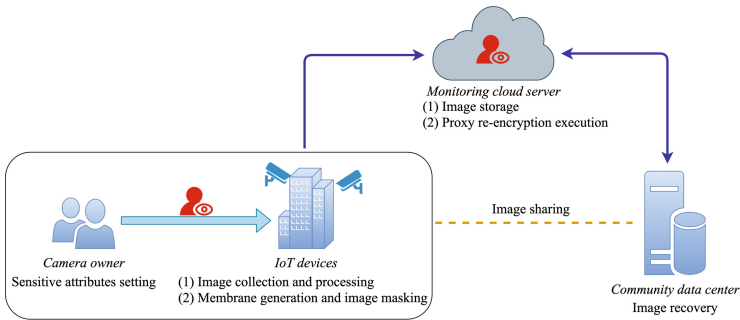 Monitoring cloud server
(1) Image storage
(2) Proxy re-encryption execution
Camera owner
Sensitive attributes setting
IoT devices
(1) Image collection and processing
(2) Membrane generation and image masking
Image sharing
Community data center
Image recovery